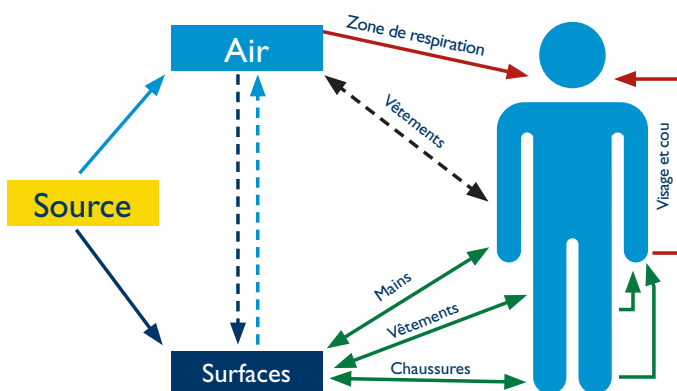 Air
Zone de respiration
Vêtements
Visage et cou
Source
Mains
Vêtements
Chaussures
Surfaces